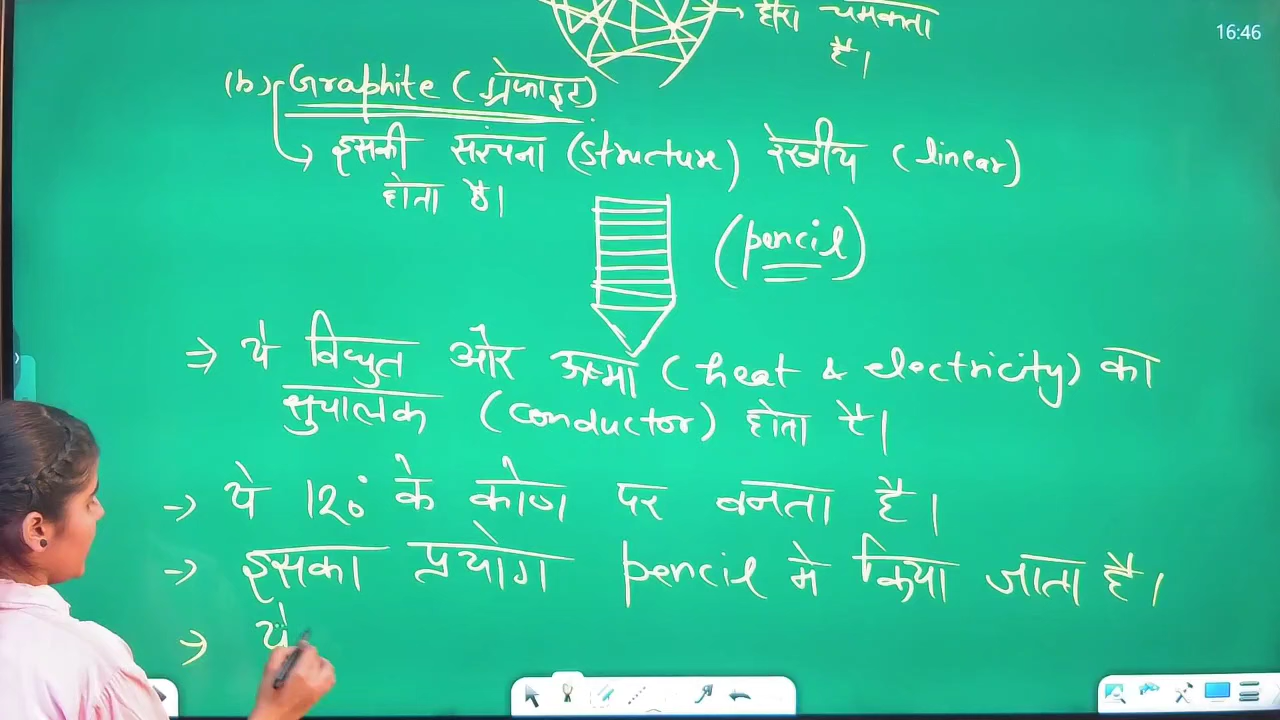 → हीरा चमकता
है।
16:46
(b) Graphite (ग्रेफाइट)
→ इसकी संरचना (structure) रेखीय (linear)
होता है।
(pencil)
⇒ ये विद्युत और ऊष्मा (heat & electricity) का
सुचालक (conductor) होता है।
→ ये 120° के कोण पर बनता है।
→ इसका प्रयोग pencil मे किया जाता है।
→ ये